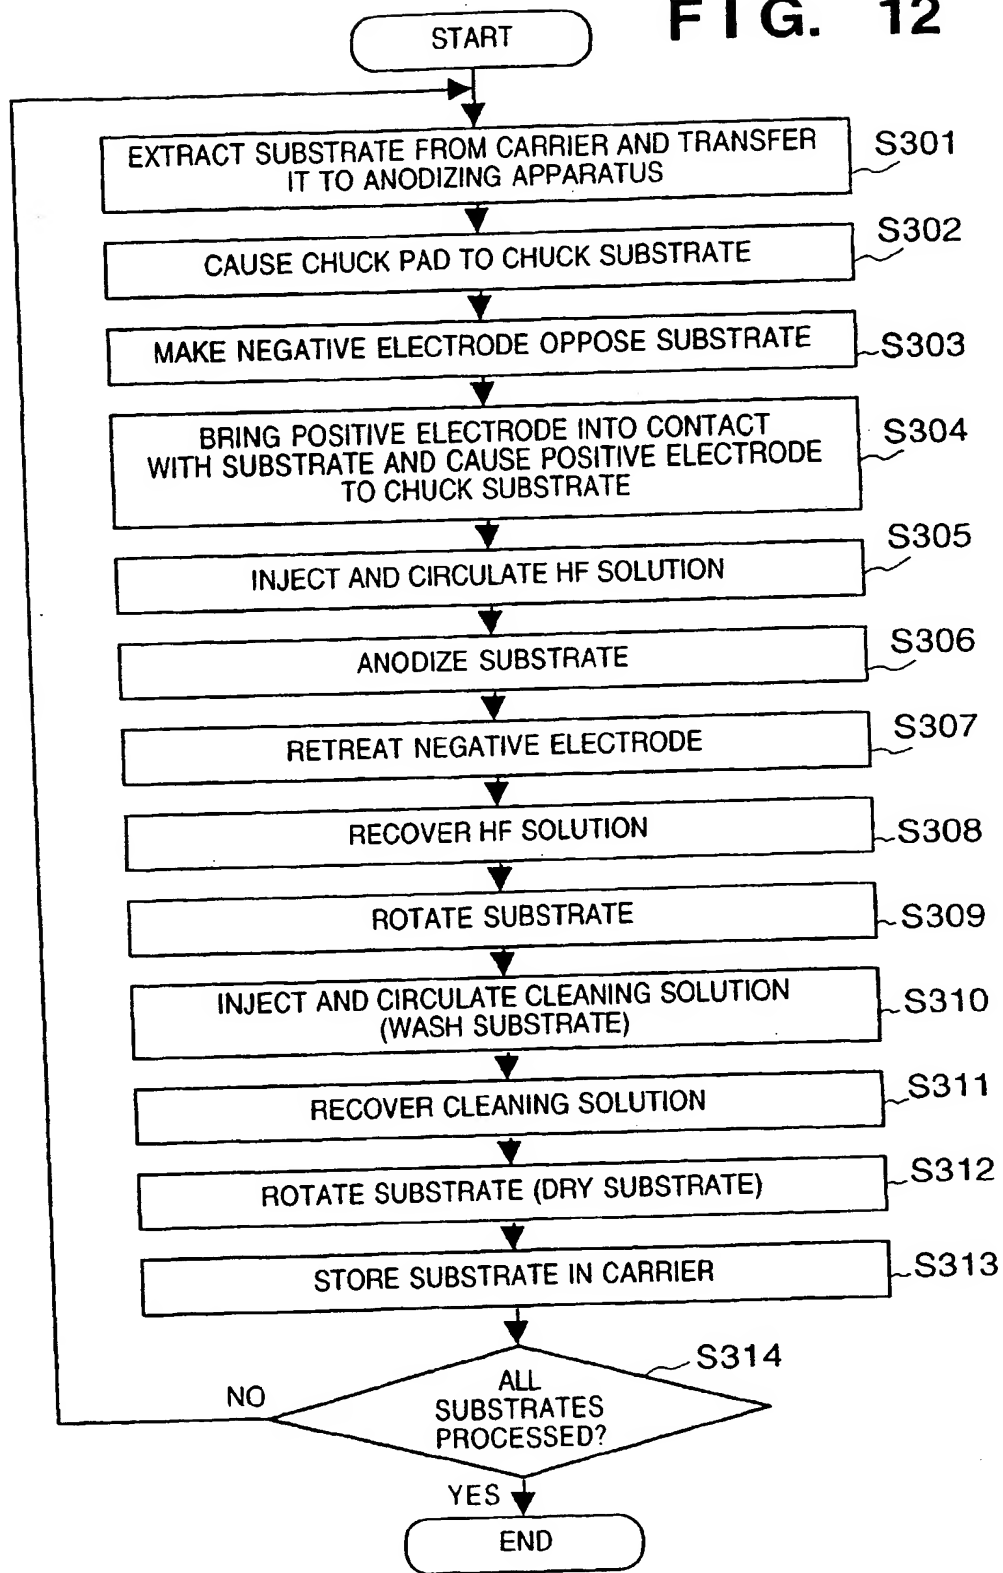 FIG. 12
START
EXTRACT SUBSTRATE FROM CARRIER AND TRANSFER
IT TO ANODIZING APPARATUS
S301
CAUSE CHUCK PAD TO CHUCK SUBSTRATE
S302
MAKE NEGATIVE ELECTRODE OPPOSE SUBSTRATE
S303
BRING POSITIVE ELECTRODE INTO CONTACT
WITH SUBSTRATE AND CAUSE POSITIVE ELECTRODE
TO CHUCK SUBSTRATE
S304
INJECT AND CIRCULATE HF SOLUTION
S305
ANODIZE SUBSTRATE
S306
RETREAT NEGATIVE ELECTRODE
S307
RECOVER HF SOLUTION
S308
ROTATE SUBSTRATE
S309
INJECT AND CIRCULATE CLEANING SOLUTION
(WASH SUBSTRATE)
S310
RECOVER CLEANING SOLUTION
S311
ROTATE SUBSTRATE (DRY SUBSTRATE)
S312
STORE SUBSTRATE IN CARRIER
S313
S314
ALL
SUBSTRATES
PROCESSED?
NO
YES
END